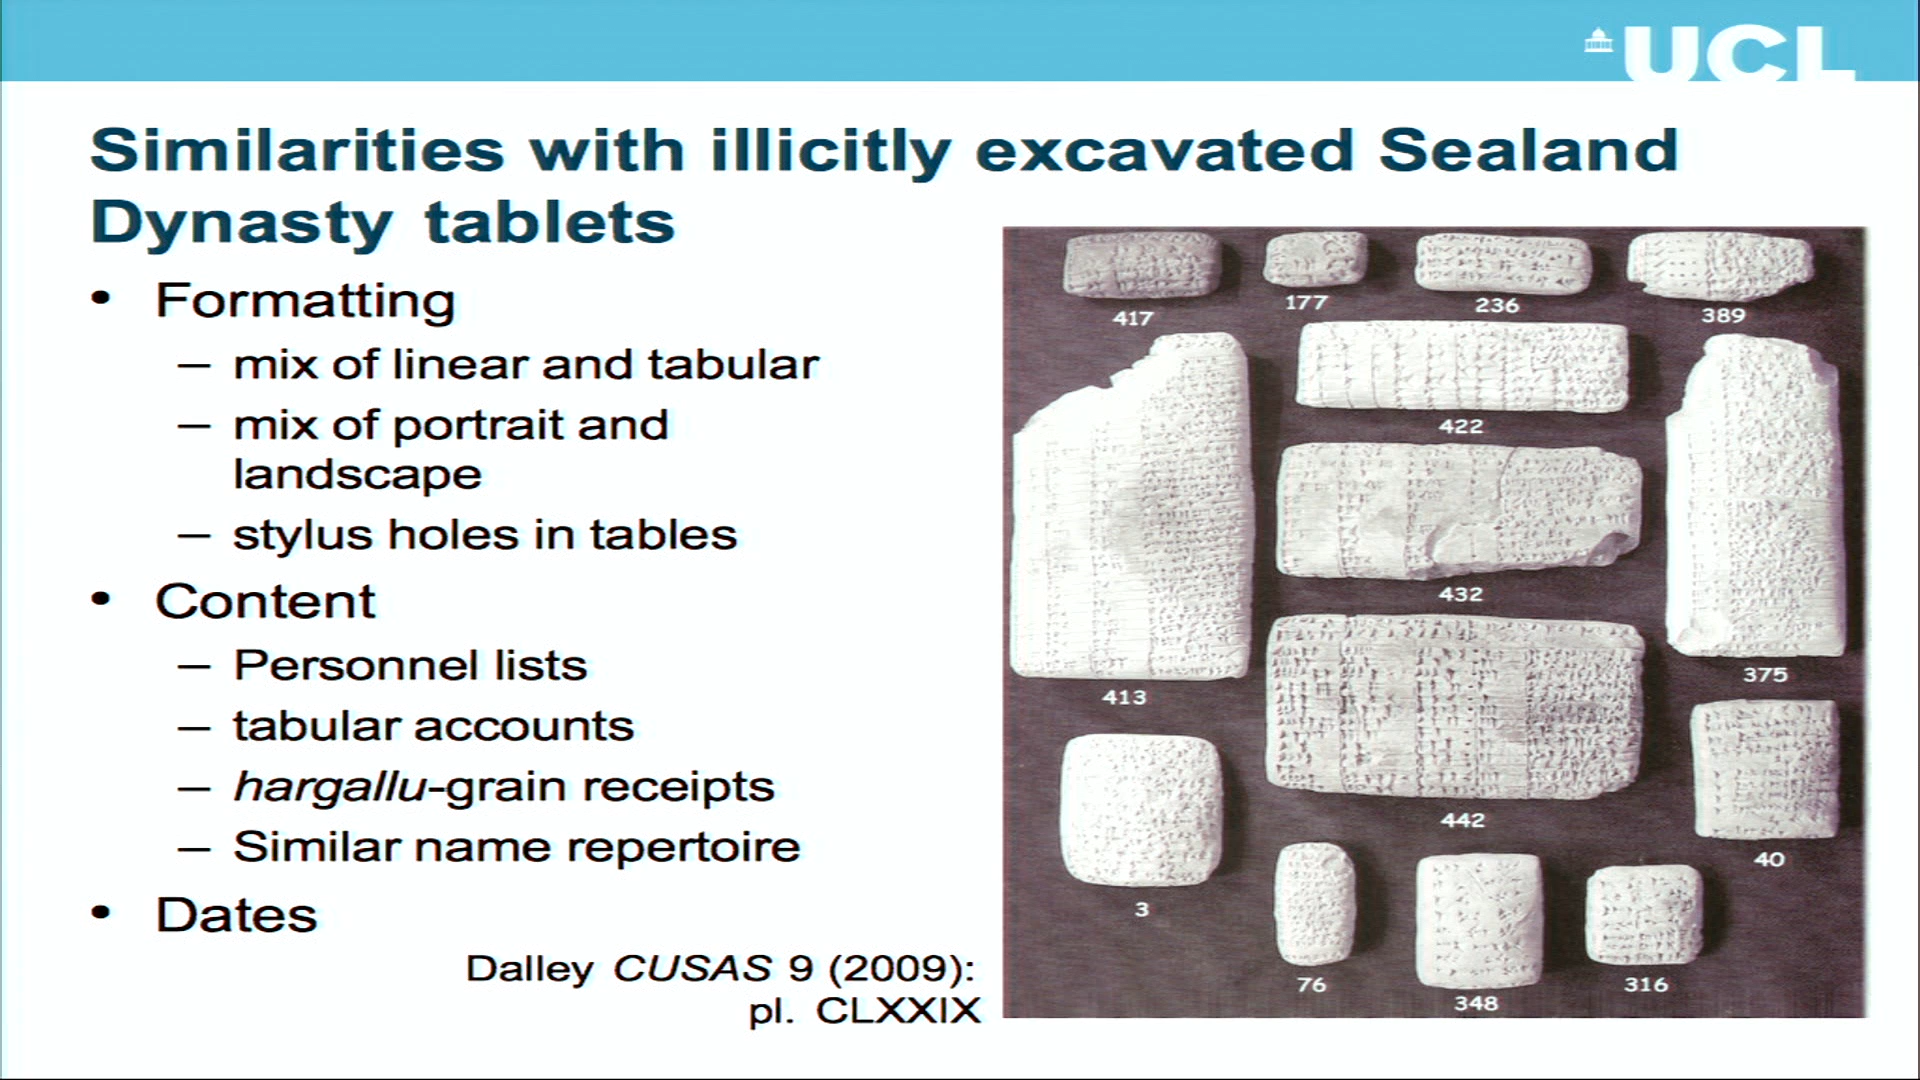 UCL
Similarities with illicitly excavated Sealand
Dynasty tablets
• Formatting
– mix of linear and tabular
– mix of portrait and
landscape
– stylus holes in tables
• Content
– Personnel lists
– tabular accounts
– hargallu-grain receipts
– Similar name repertoire
• Dates
Dalley CUSAS 9 (2009):
pl. CLXXIX
417
177
236
389
422
432
413
375
442
40
3
76
348
316